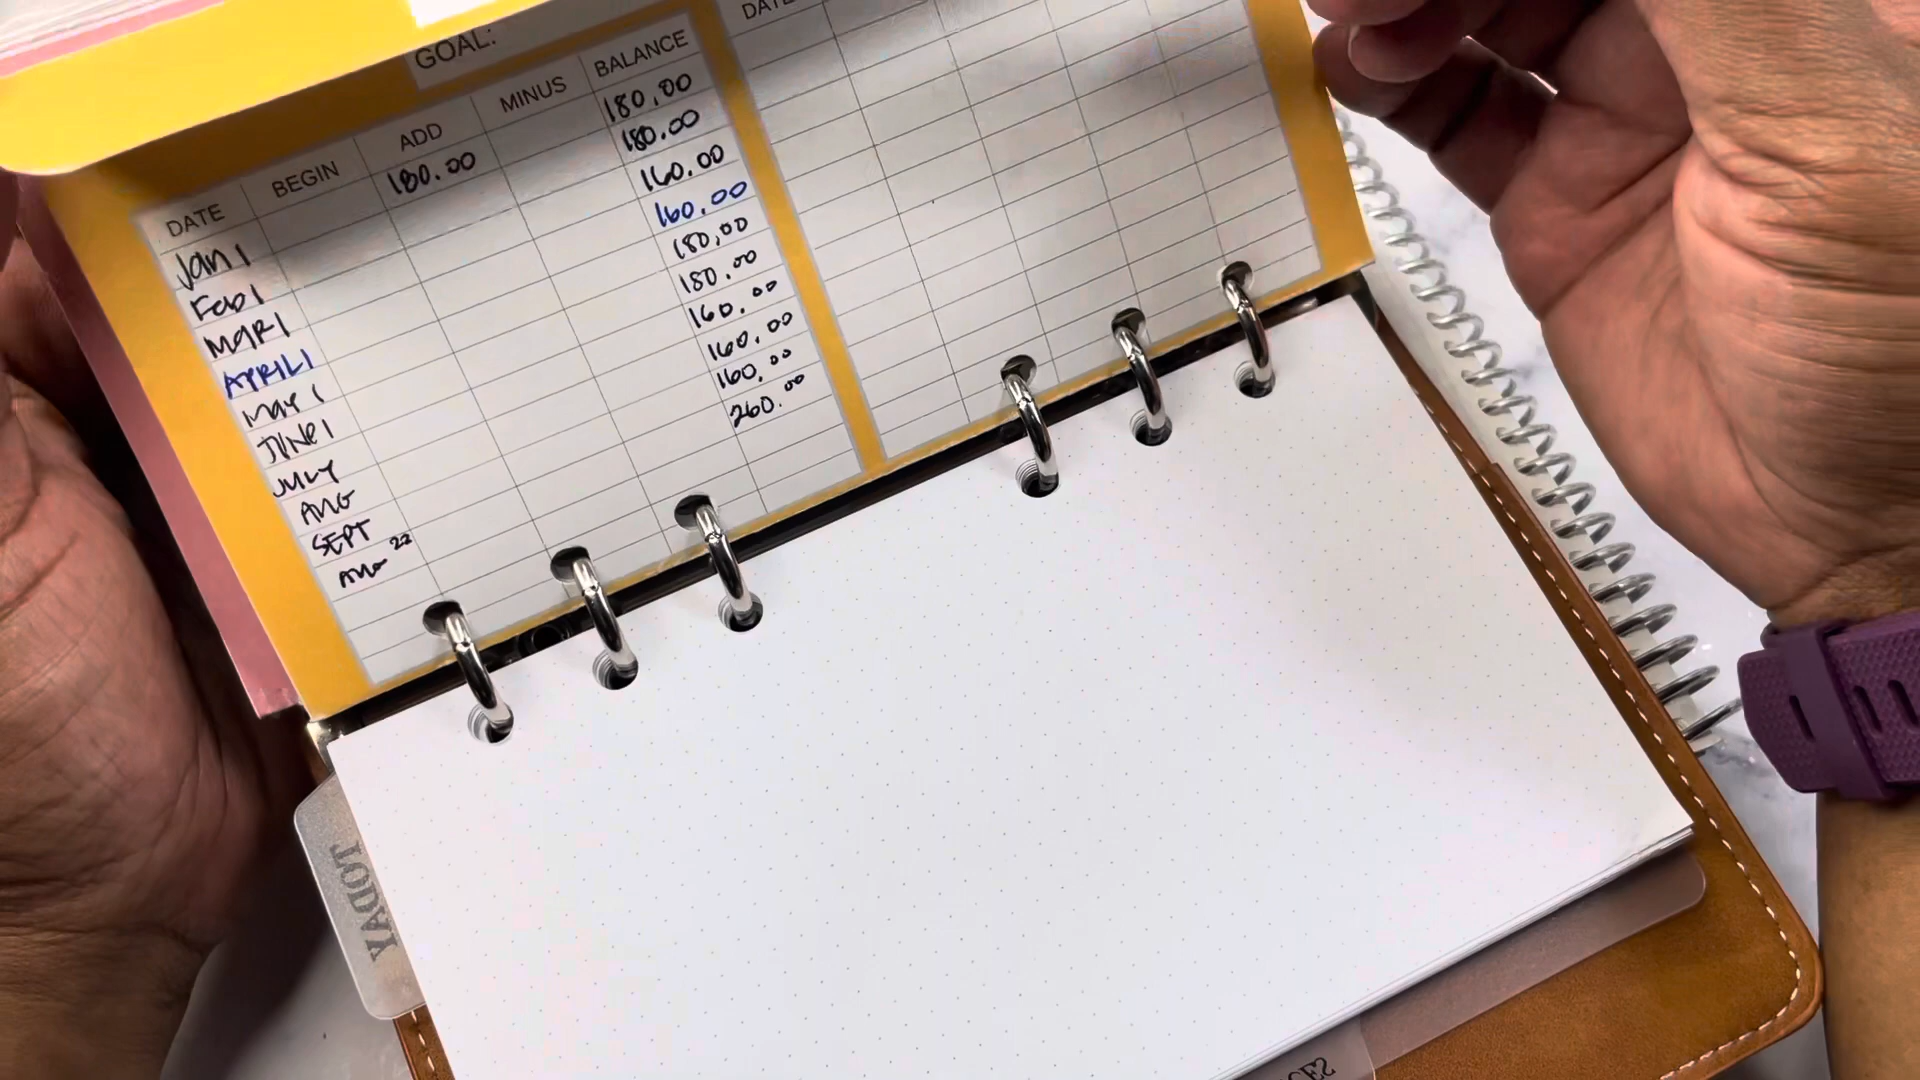 GOAL:
DATE BEGIN ADD MINUS BALANCE
Jan 1 180.00 180.00
Feb 1 180.00
MAR 1 160.00
APRIL 1 160.00
MAY 1 180.00
JUNE 1 180.00
JULY 160.00
AUG 160.00
SEPT 160.00
AUG 22 260.00
DATE
TODAY